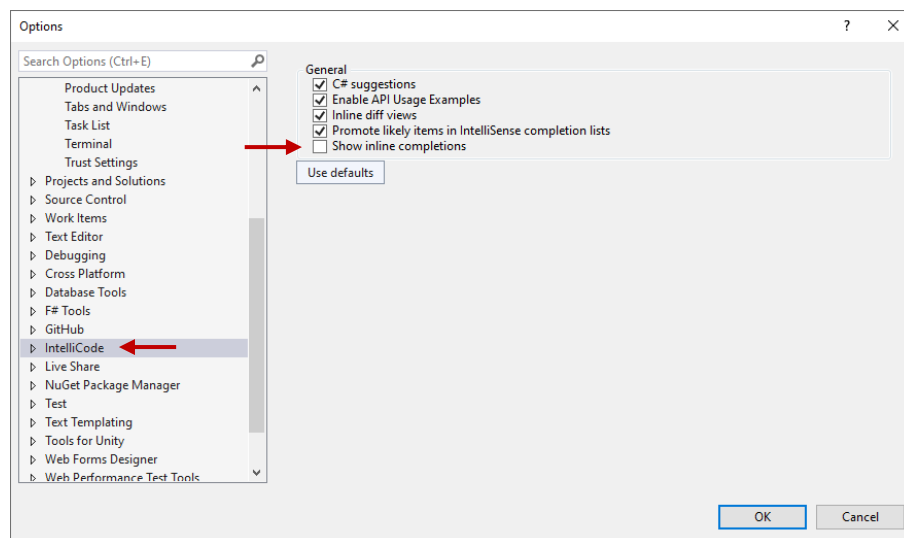 Options
?
Search Options (Ctrl+E)
Product Updates
Tabs and Windows
Task List
Terminal
Trust Settings
Projects and Solutions
Source Control
Work Items
Text Editor
Debugging
Cross Platform
Database Tools
F# Tools
GitHub
IntelliCode
Live Share
NuGet Package Manager
Test
Text Templating
Tools for Unity
Web Forms Designer
Web Performance Test Tools
General
C# suggestions
Enable API Usage Examples
Inline diff views
Promote likely items in IntelliSense completion lists
Show inline completions
Use defaults
OK
Cancel